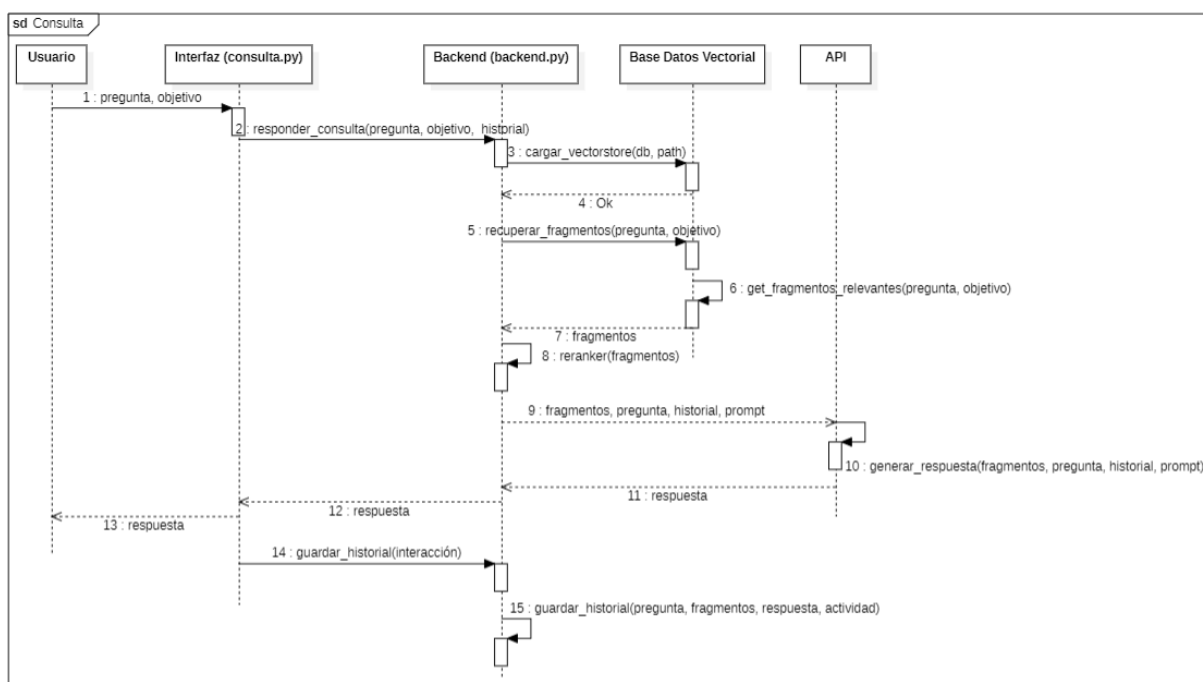 sd Consulta
Usuario
Interfaz (consulta.py)
Backend (backend.py)
Base Datos Vectorial
API
1 : pregunta, objetivo
2 : responder_consulta(pregunta, objetivo, historial)
3 : cargar_vectorstore(db, path)
4 : Ok
5 : recuperar_fragmentos(pregunta, objetivo)
6 : get_fragmentos_relevantes(pregunta, objetivo)
7 : fragmentos
8 : reranker(fragmentos)
9 : fragmentos, pregunta, historial, prompt
10 : generar_respuesta(fragmentos, pregunta, historial, prompt)
11 : respuesta
12 : respuesta
13 : respuesta
14 : guardar_historial(interacción)
15 : guardar_historial(pregunta, fragmentos, respuesta, actividad)